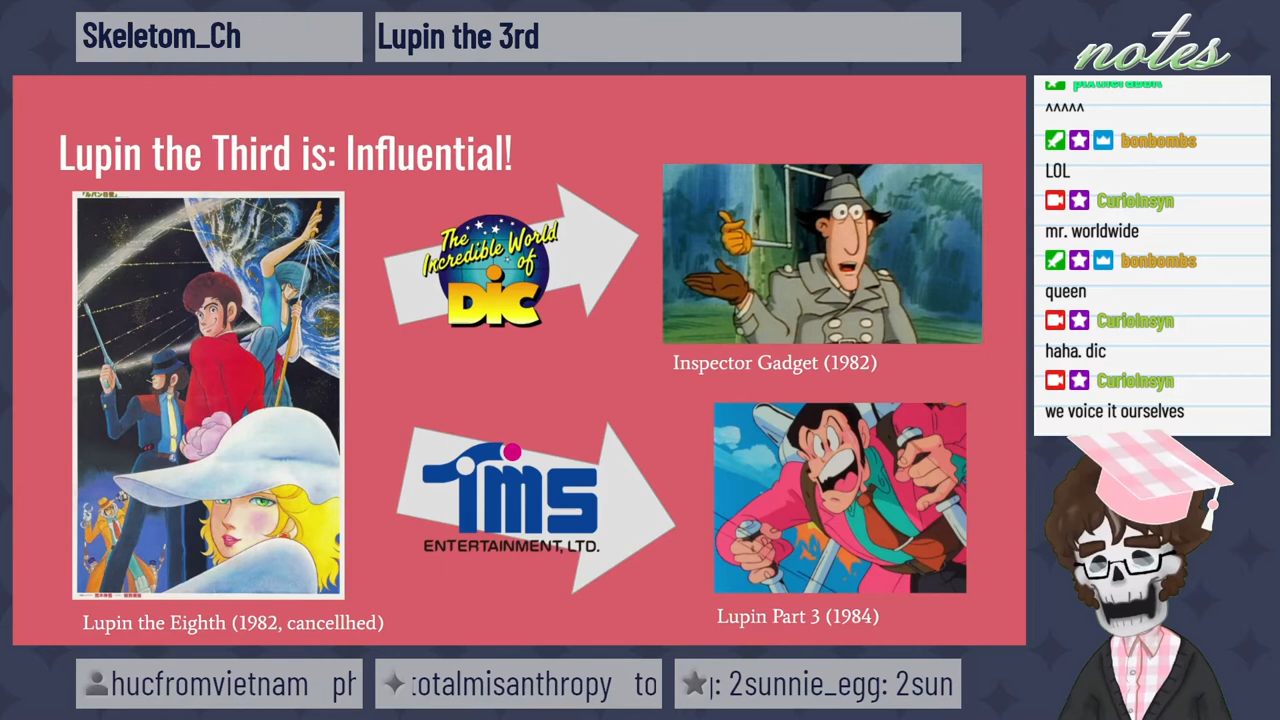 Skeletom_Ch
Lupin the 3rd
notes
Lupin the Third is: Influential!
The
Incredible World
of
DiC
Inspector Gadget (1982)
TMS
ENTERTAINMENT, LTD.
Lupin the Eighth (1982, cancellhed)
Lupin Part 3 (1984)
^^^^^
bonbombs
LOL
CurioInsyn
mr. worldwide
bonbombs
queen
CurioInsyn
haha. dic
CurioInsyn
we voice it ourselves
hucfromvietnam ph
totalmisanthropy to
: 2sunnie_egg: 2sun